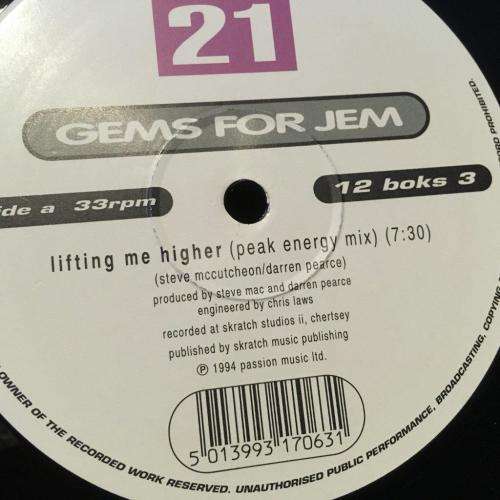 21
GEMS FOR JEM
ide a 33rpm
12 boks 3
lifting me higher (peak energy mix) (7:30)
(steve mccutcheon/darren pearce)
produced by steve mac and darren pearce
engineered by chris laws
recorded at skratch studios ii, chertsey
published by skratch music publishing
℗ 1994 passion music ltd.
5 013993 170631
OWNER OF THE RECORDED WORK RESERVED. UNAUTHORISED PUBLIC PERFORMANCE, BROADCASTING, COPYING, PROHIBITED.